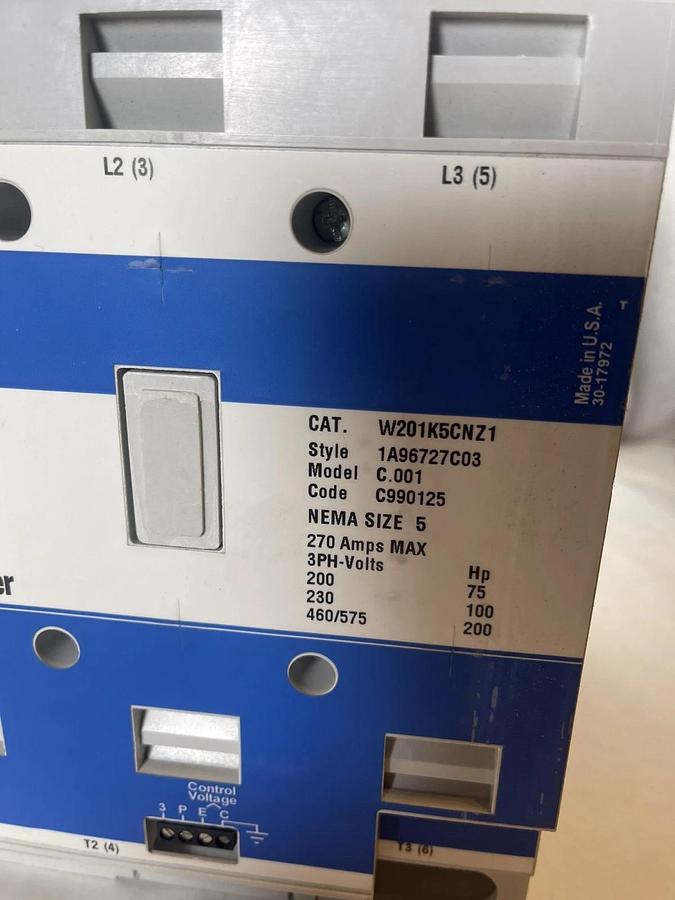 L2 (3)
L3 (5)
Made in U.S.A.
30-17972
CAT. W201K5CNZ1
Style 1A96727C03
Model C.001
Code C990125
NEMA SIZE 5
270 Amps MAX
3PH-Volts Hp
200 75
230 100
460/575 200
er
Control
Voltage
3 P E C
T2 (4)
T3 (6)